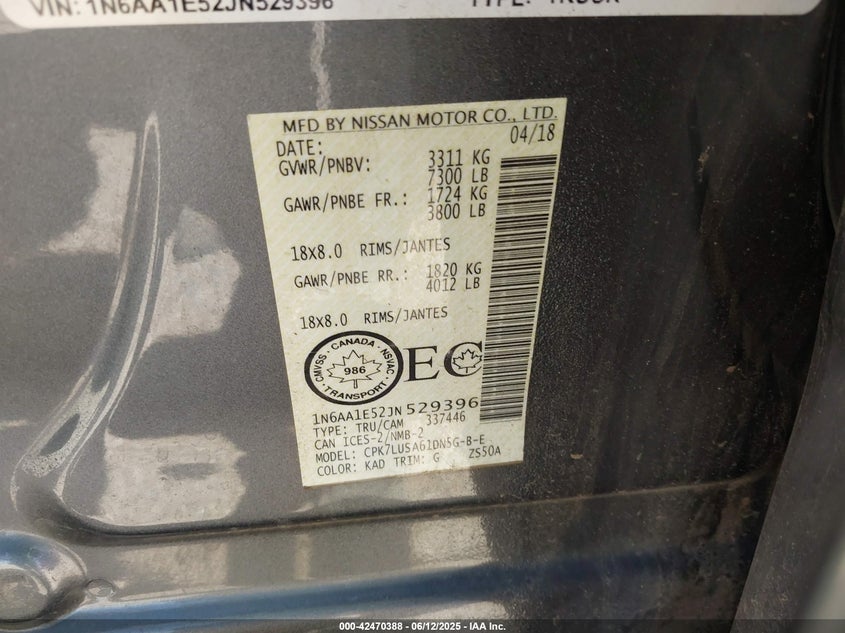 VIN: 1N6AA1E52JN529396 TYPE: TRUCK
MFD BY NISSAN MOTOR CO., LTD.
DATE: 04/18
GVWR/PNBV: 3311 KG
7300 LB
GAWR/PNBE FR.: 1724 KG
3800 LB
18x8.0 RIMS/JANTES
GAWR/PNBE RR.: 1820 KG
4012 LB
18x8.0 RIMS/JANTES
CANADA
CMVSS · NSVAC
986
TRANSPORT
EC
1N6AA1E52JN529396
TYPE: TRU/CAM 337446
CAN ICES-2/NMB-2
MODEL: CPK7LUSA61DN5G-B-E
COLOR: KAD TRIM: G ZS50A
000-42470388 - 06/12/2025 - IAA Inc.